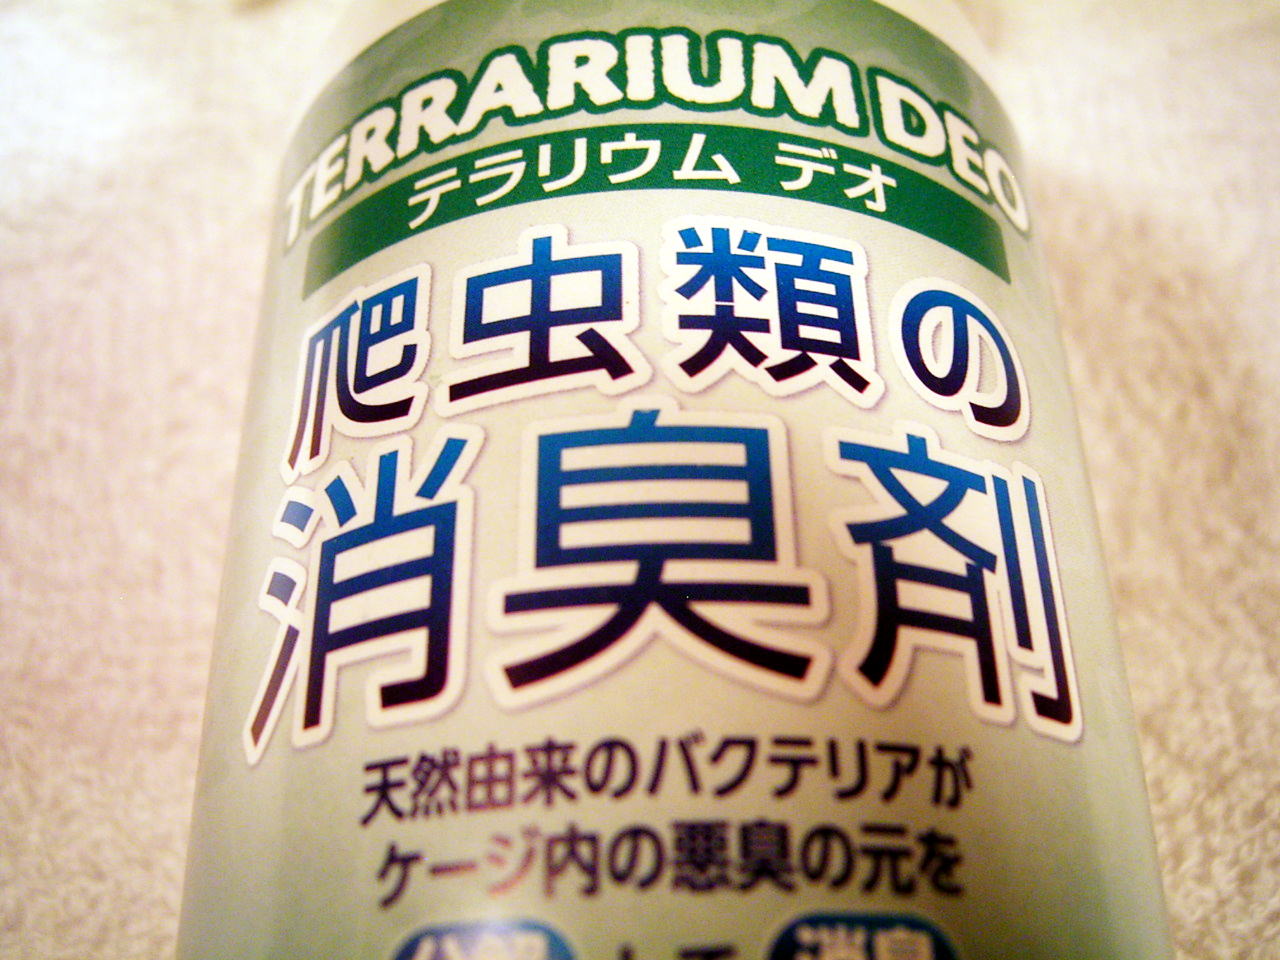 TERRARIUM DEO
テラリウム デオ
爬虫類の
消臭剤
天然由来のバクテリアが
ケージ内の悪臭の元を